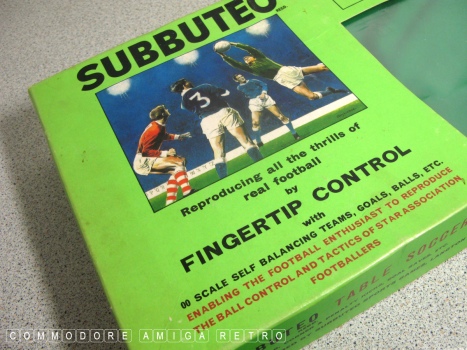 SUBBUTEO
REGD.
3
Reproducing all the thrills of
real football
by
FINGERTIP CONTROL
with
00 SCALE SELF BALANCING TEAMS, GOALS, BALLS, ETC.
ENABLING THE FOOTBALL ENTHUSIAST TO REPRODUCE
THE BALL CONTROL AND TACTICS OF STAR ASSOCIATION
FOOTBALLERS
TABLE SOCCER
COMMODORE AMIGA RETRO